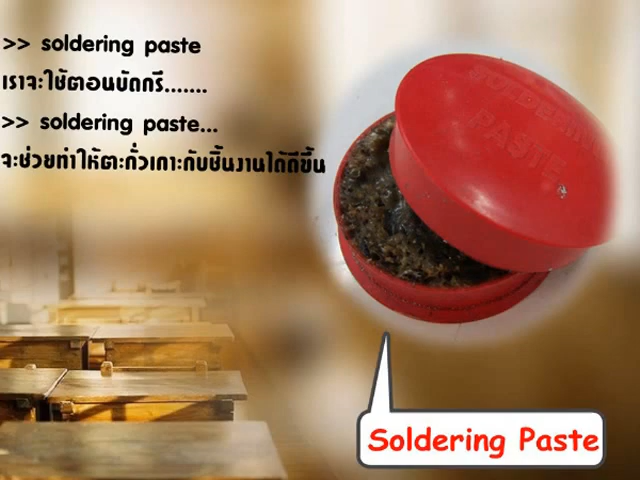 >> soldering paste
เราจะใช้ตอนบัดกรี.......
>> soldering paste...
จะช่วยทำให้ตะกั่วเกาะกับชิ้นงานได้ดีขึ้น
SOLDERING
PASTE
Soldering Paste